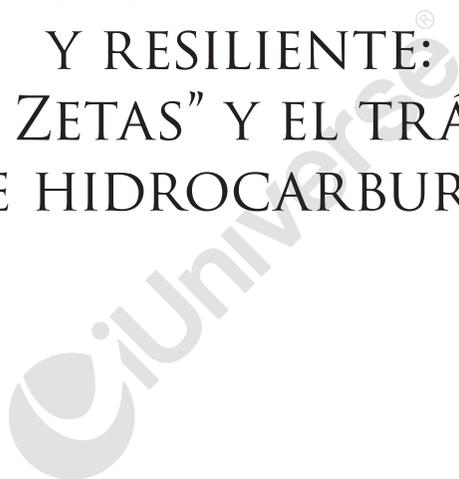 Y RESILIENTE:
ZETAS” Y EL TRÁ
E HIDROCARBUR
iUniverse®